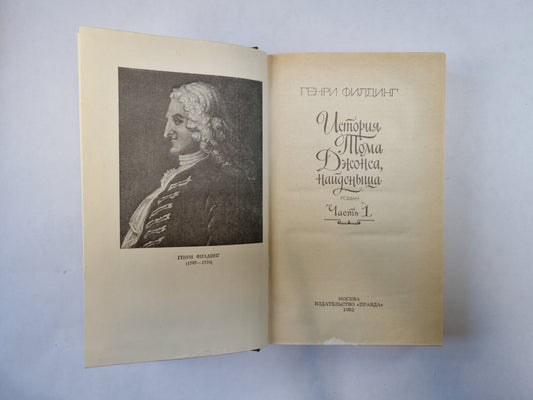 ГЕНРИ ФИЛДИНГ
(1707—1754)
ГЕНРИ ФИЛДИНГ
История
Тома
Джонса,
найденыша
РОМАН
Часть 1
МОСКВА
ИЗДАТЕЛЬСТВО «ПРАВДА»
1982